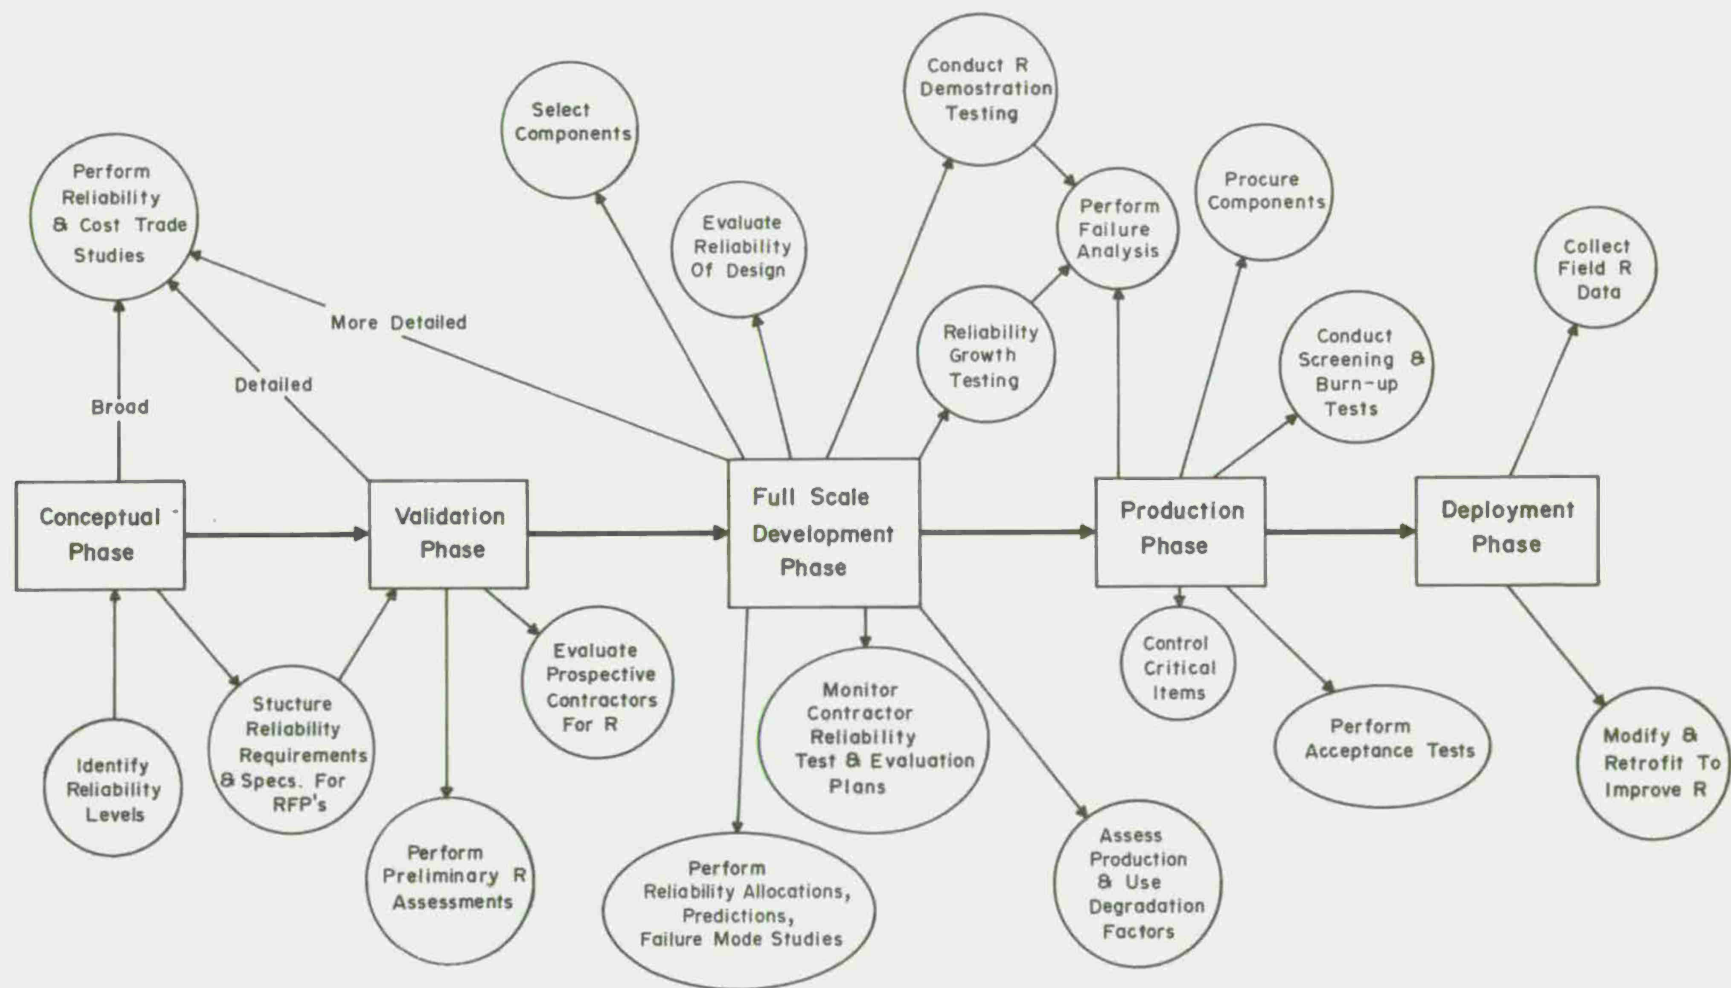 Perform
Reliability
& Cost Trade
Studies
Select
Components
Evaluate
Reliability
Of Design
Conduct R
Demostration
Testing
Perform
Failure
Analysis
Procure
Components
Collect
Field R
Data
Reliability
Growth
Testing
Conduct
Screening &
Burn-up
Tests
More Detailed
Detailed
Broad
Conceptual
Phase
Validation
Phase
Full Scale
Development
Phase
Production
Phase
Deployment
Phase
Identify
Reliability
Levels
Stucture
Reliability
Requirements
& Specs. For
RFP's
Perform
Preliminary R
Assessments
Evaluate
Prospective
Contractors
For R
Perform
Reliability Allocations,
Predictions,
Failure Mode Studies
Monitor
Contractor
Reliability
Test & Evaluation
Plans
Assess
Production
& Use
Degradation
Factors
Control
Critical
Items
Perform
Acceptance Tests
Modify &
Retrofit To
Improve R